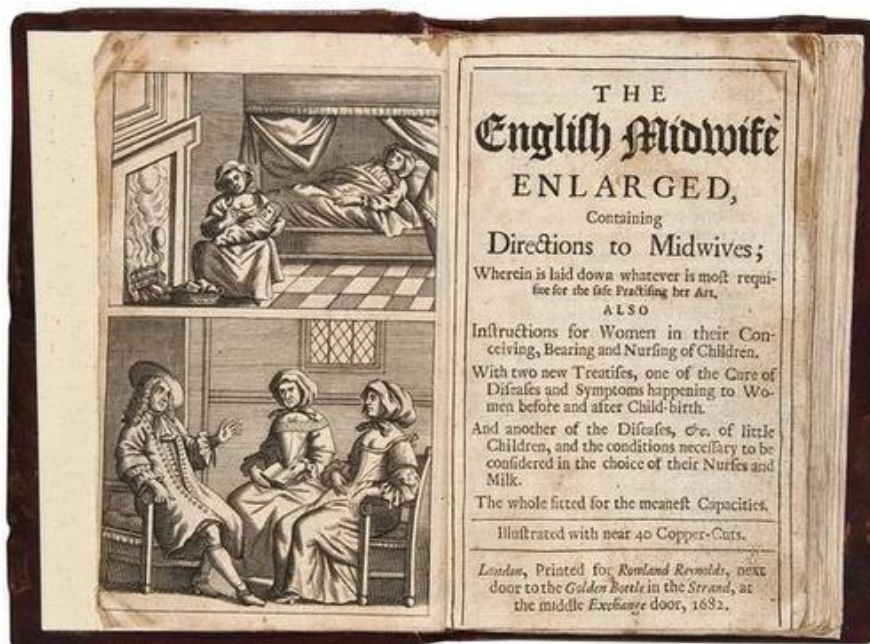 THE
Engliſh Midwife
ENLARGED,
Containing
Directions to Midwives;
Wherein is laid down whatever is moſt requi-
ſite for the ſafe Practiſing her Art.
ALSO
Inſtructions for Women in their Con-
ceiving, Bearing and Nurſing of Children.
With two new Treatiſes, one of the Cure of
Diſeaſes and Symptoms happening to Wo-
men before and after Child-birth.
And another of the Diſeaſes, &c. of little
Children, and the conditions neceſſary to be
conſidered in the choice of their Nurſes and
Milk.
The whole fitted for the meaneſt Capacities.
Illuſtrated with near 40 Copper-Cuts.
London, Printed for Rowland Reynolds, next
door to the Golden Bottle in the Strand, at
the middle Exchange door, 1682.